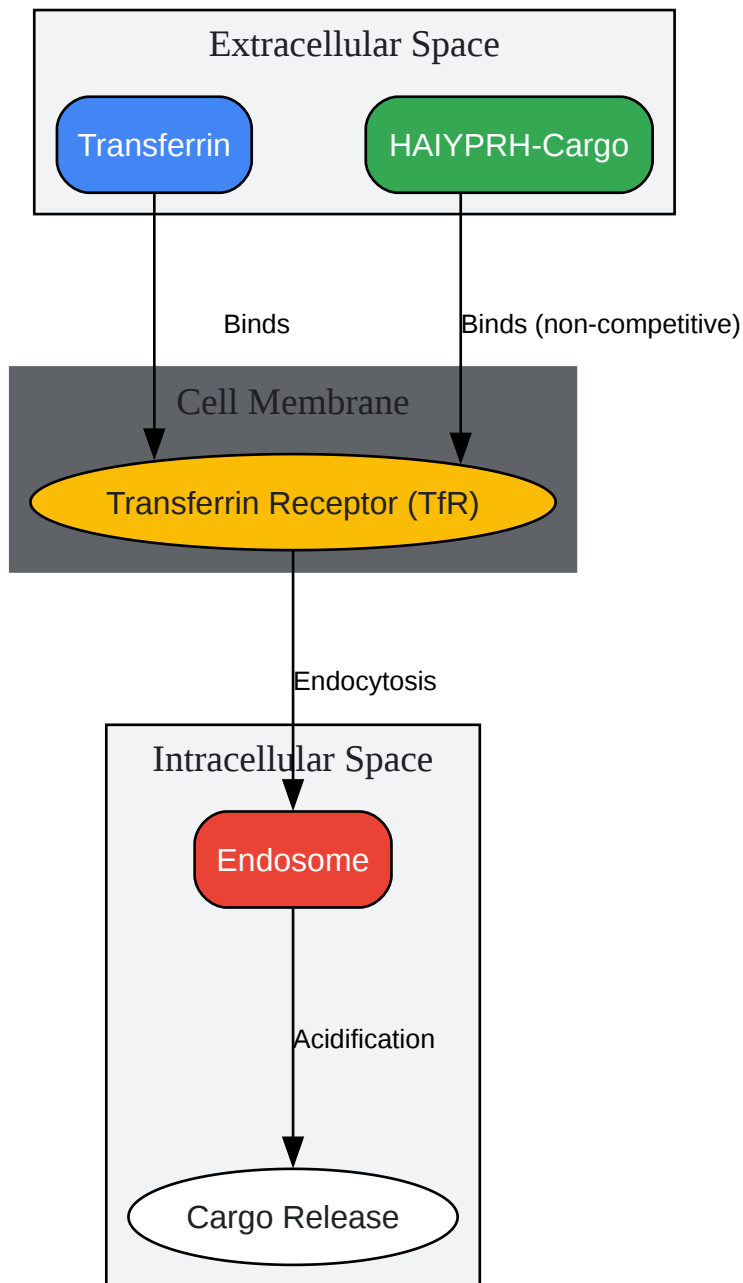 Extracellular Space
Transferrin
HAIYPRH-Cargo
Binds
Binds (non-competitive)
Cell Membrane
Transferrin Receptor (TfR)
Endocytosis
Intracellular Space
Endosome
Acidification
Cargo Release